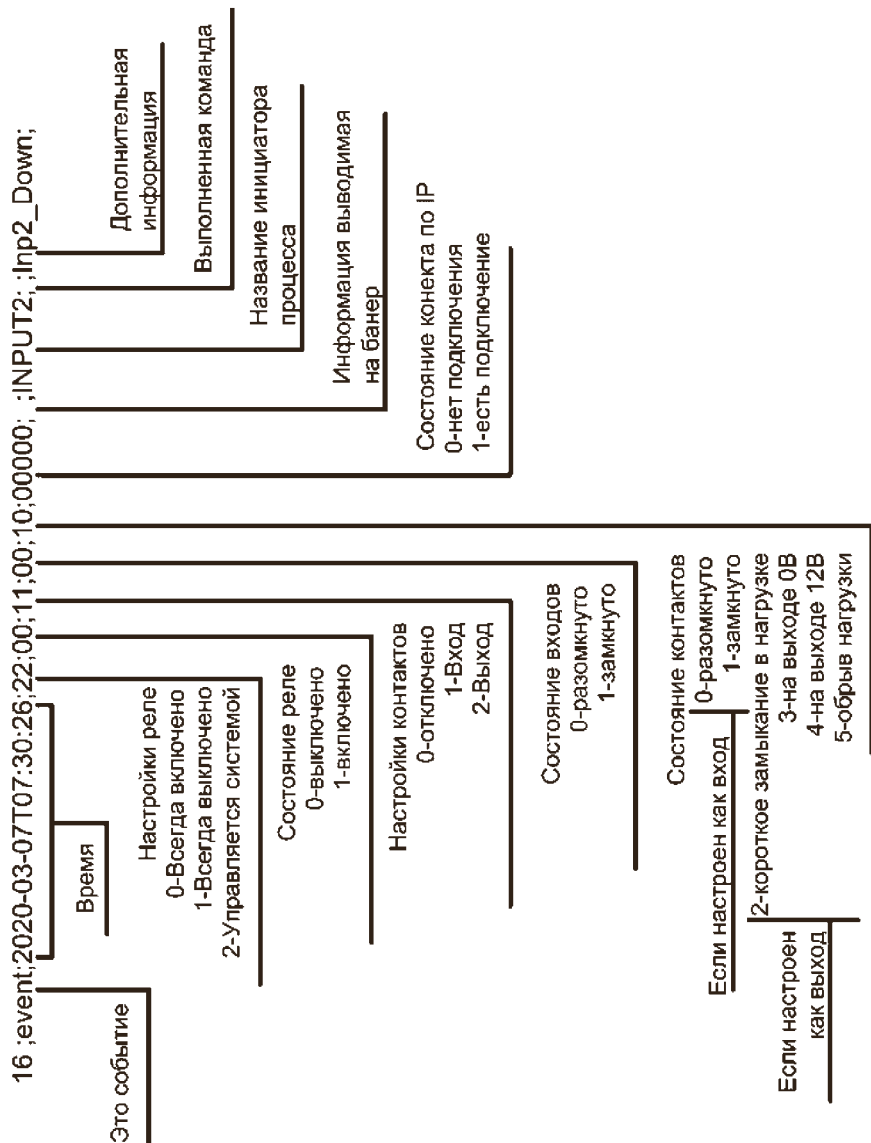 16 ;event;2020-03-07T07:30:26;22;00;11;00;10;00000; ;INPUT2; ;Inp2_Down;
Это событие
Время
Настройки реле
0-Всегда включено
1-Всегда выключено
2-Управляется системой
Состояние реле
0-выключено
1-включено
Настройки контактов
0-отключено
1-Вход
2-Выход
Состояние входов
0-разомкнуто
1-замкнуто
Состояние контактов
Если настроен как вход
0-разомкнуто
1-замкнуто
Если настроен
как выход
2-короткое замыкание в нагрузке
3-на выходе 0В
4-на выходе 12В
5-обрыв нагрузки
Состояние конекта по IP
0-нет подключения
1-есть подключение
Информация выводимая
на банер
Название инициатора
процесса
Выполненная команда
Дополнительная
информация